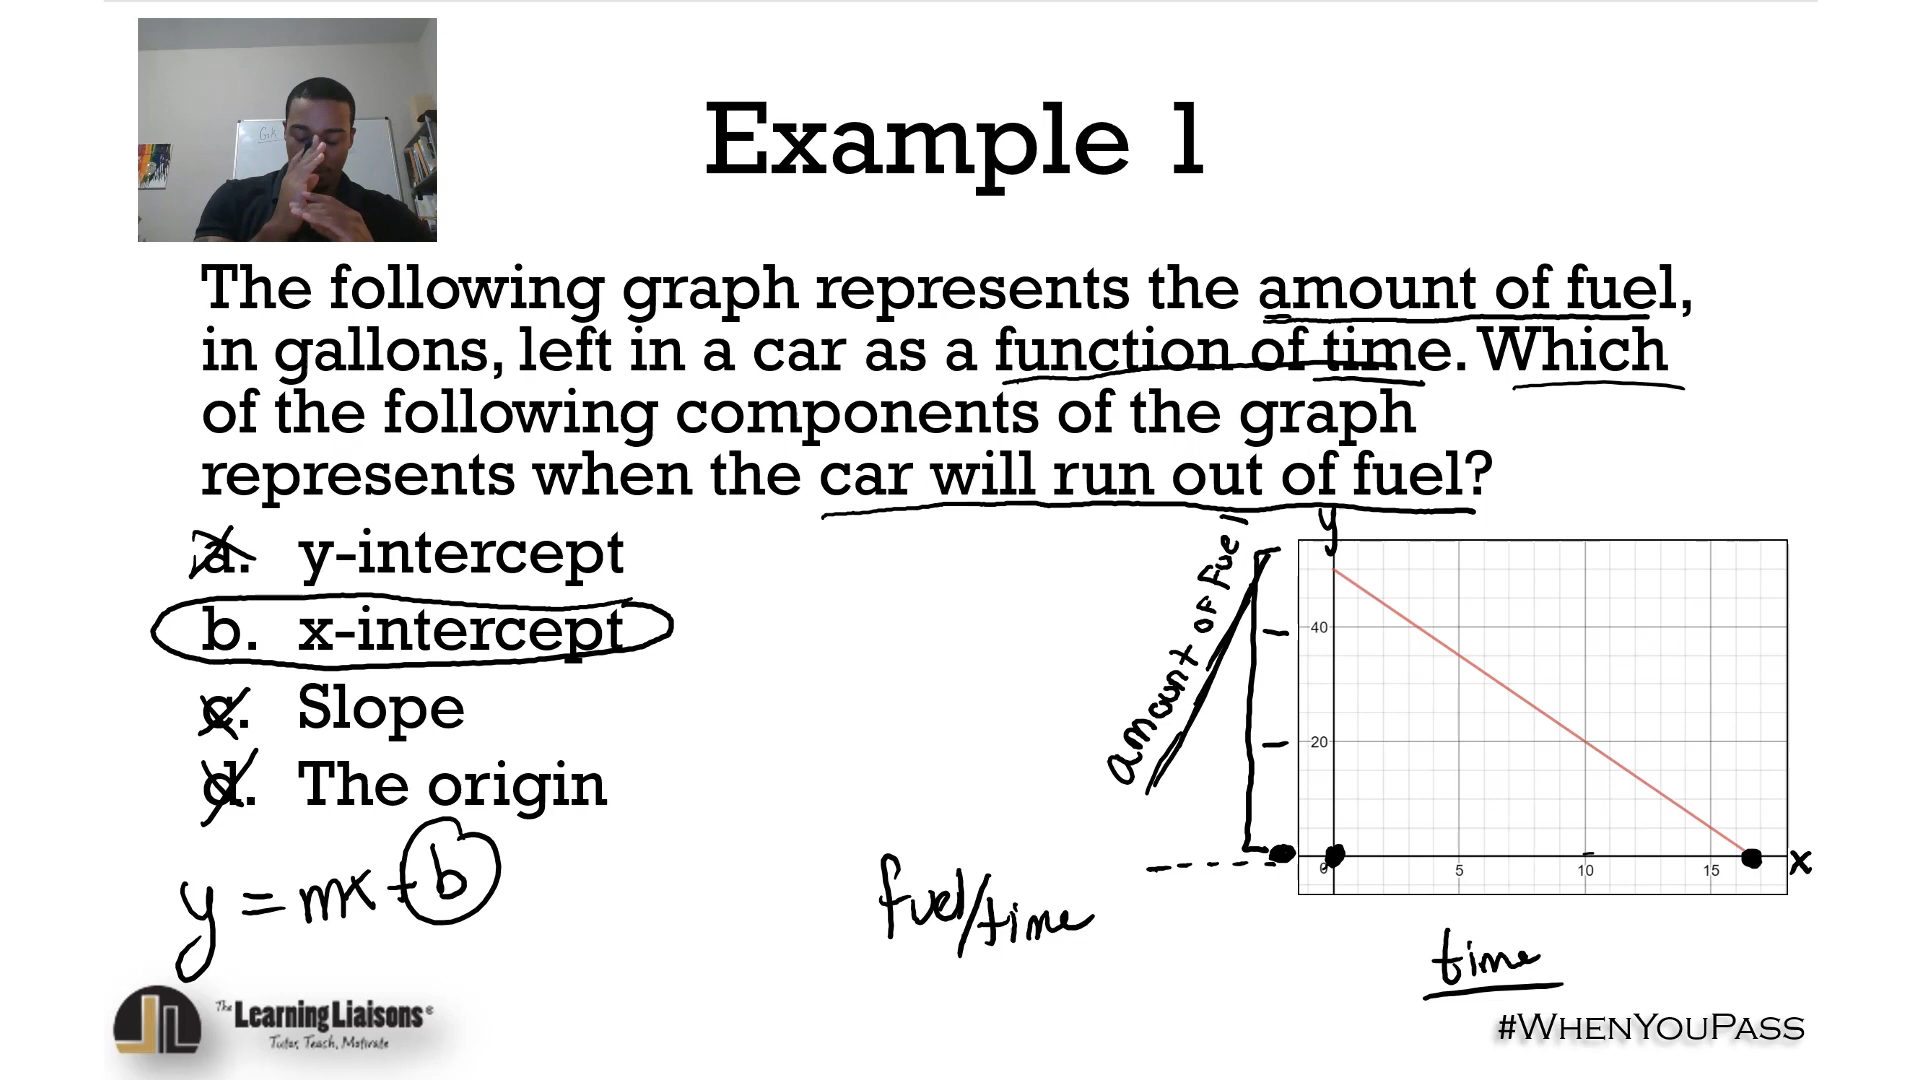 Example 1
The following graph represents the amount of fuel,
in gallons, left in a car as a function of time. Which
of the following components of the graph
represents when the car will run out of fuel?
a. y-intercept
b. x-intercept
c. Slope
d. The origin
y = mx + b
fuel/time
amount of fuel
y
40
20
0
5
10
15
x
time
The Learning Liaisons®
Tutor, Teach, Motivate
#WhenYouPass